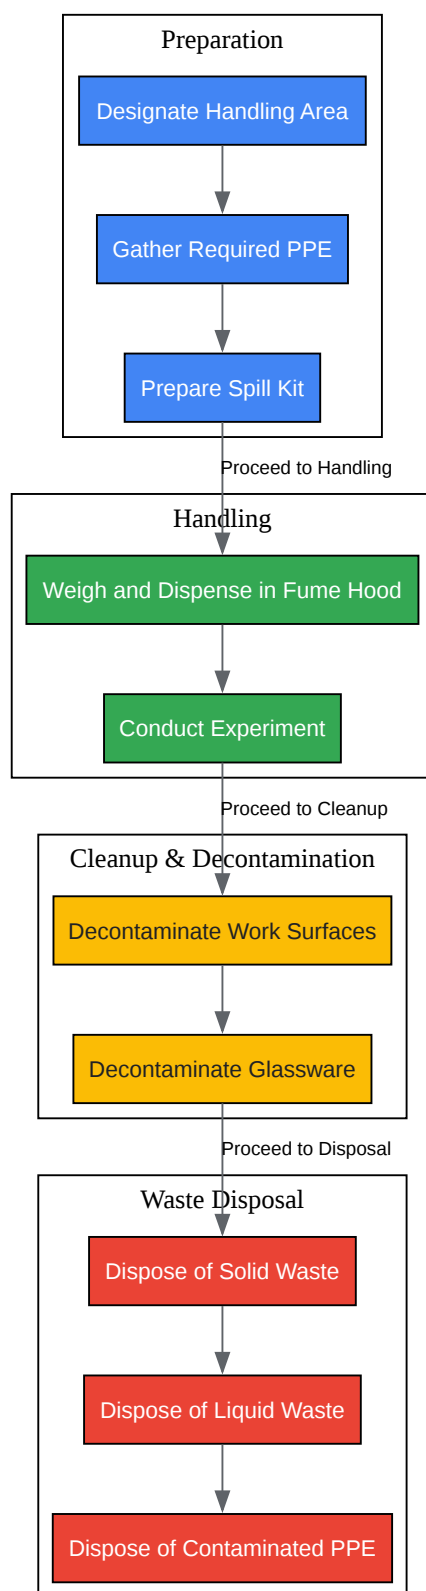 Preparation
Designate Handling Area
Gather Required PPE
Prepare Spill Kit
Proceed to Handling
Handling
Weigh and Dispense in Fume Hood
Conduct Experiment
Proceed to Cleanup
Cleanup & Decontamination
Decontaminate Work Surfaces
Decontaminate Glassware
Proceed to Disposal
Waste Disposal
Dispose of Solid Waste
Dispose of Liquid Waste
Dispose of Contaminated PPE